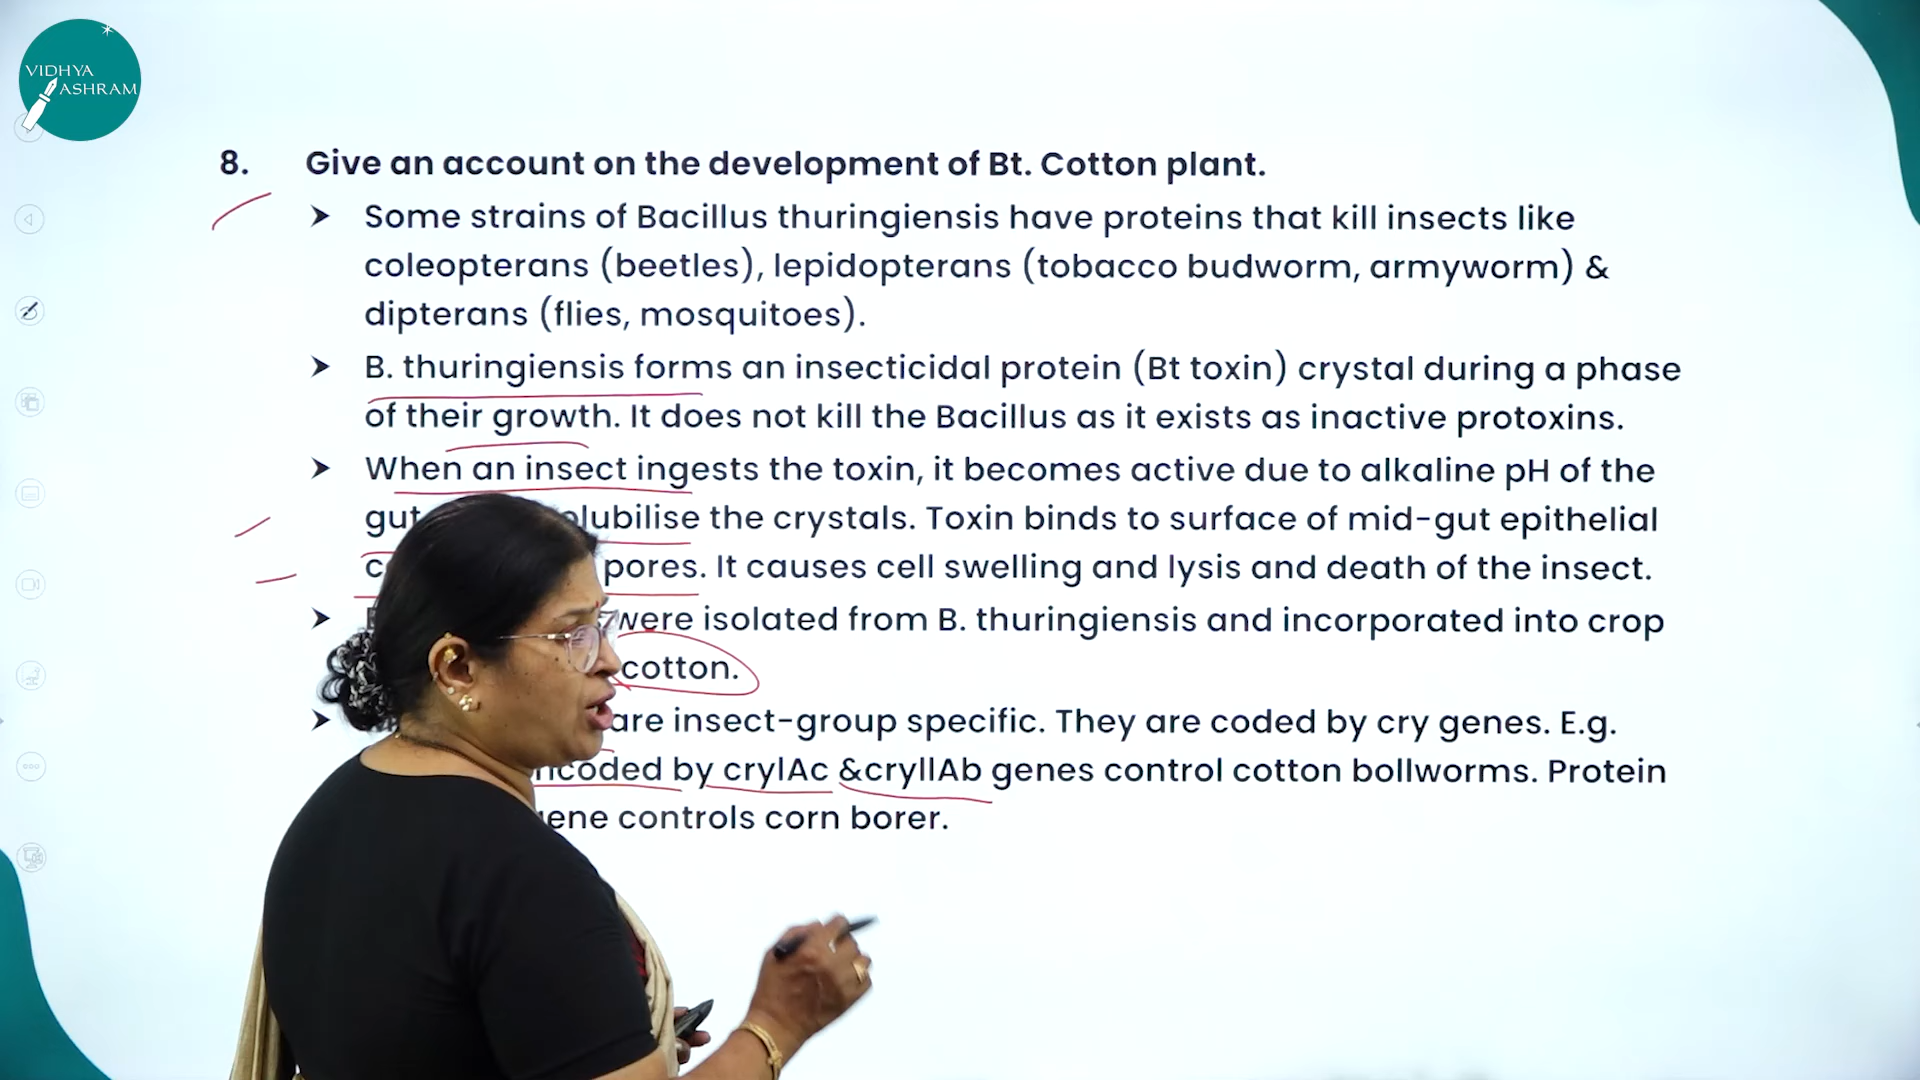 VIDHYA
ASHRAM
8. Give an account on the development of Bt. Cotton plant.
Some strains of Bacillus thuringiensis have proteins that kill insects like
coleopterans (beetles), lepidopterans (tobacco budworm, armyworm) &
dipterans (flies, mosquitoes).
B. thuringiensis forms an insecticidal protein (Bt toxin) crystal during a phase
of their growth. It does not kill the Bacillus as it exists as inactive protoxins.
When an insect ingests the toxin, it becomes active due to alkaline pH of the
gut lubilise the crystals. Toxin binds to surface of mid-gut epithelial
c pores. It causes cell swelling and lysis and death of the insect.
were isolated from B. thuringiensis and incorporated into crop
cotton.
are insect-group specific. They are coded by cry genes. E.g.
ncoded by crylAc &cryllAb genes control cotton bollworms. Protein
ene controls corn borer.